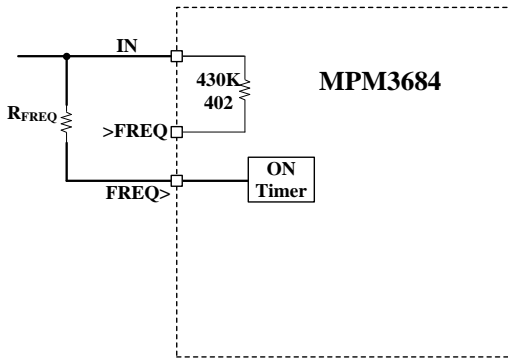 IN
430K
402
MPM3684
RFREQ
>FREQ
ON
Timer
FREQ>